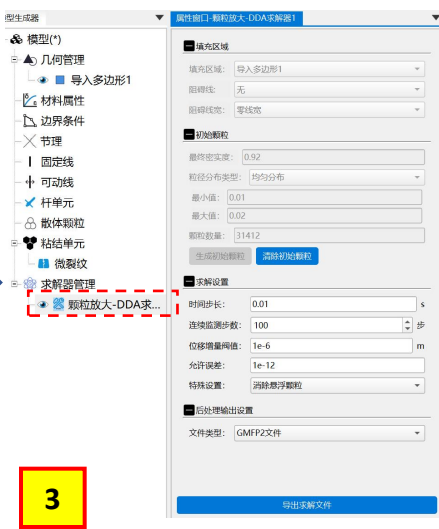 模型生成器
属性窗口-颗粒放大-DDA求解器1
模型(*)
几何管理
导入多边形1
材料属性
边界条件
节理
固定线
可动线
杆单元
散体颗粒
粘结单元
微裂纹
求解器管理
颗粒放大-DDA求...
填充区域
填充区域: 导入多边形1
阻碍线: 无
阻碍线宽: 零线宽
初始颗粒
最终密实度: 0.92
粒径分布类型: 均匀分布
最小值: 0.01
最大值: 0.02
颗粒数量: 31412
生成初始颗粒 清除初始颗粒
求解设置
时间步长: 0.01 s
连续监测步数: 100 步
位移增量阀值: 1e-6 m
允许误差: 1e-12
特殊设置: 消除悬浮颗粒
后处理输出设置
文件类型: GMFP2文件
导出求解文件
3